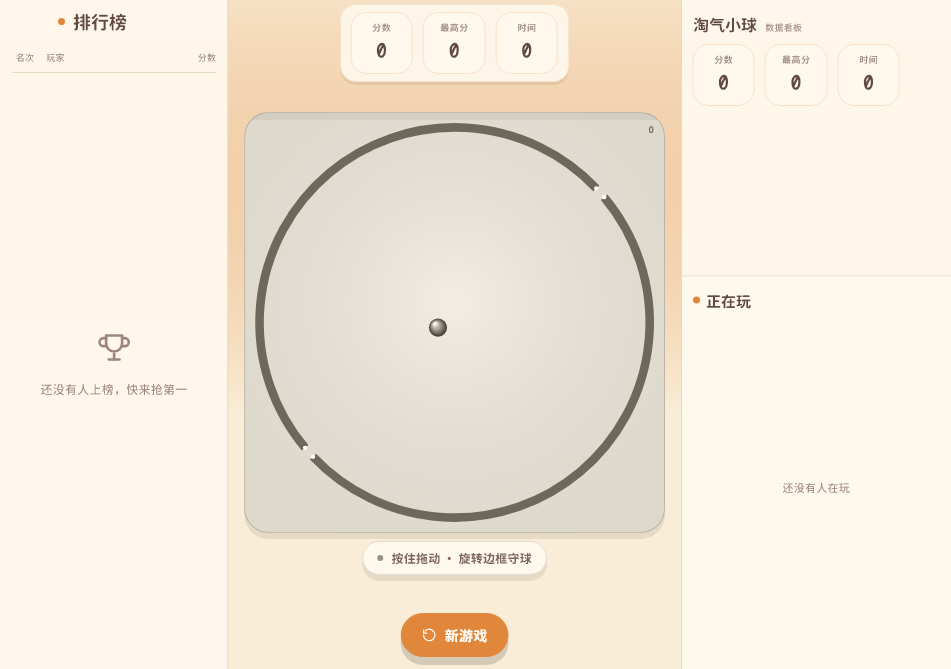 排行榜
名次 玩家 分数
还没有人上榜，快来抢第一
分数 最高分 时间
0 0 0
0
按住拖动 · 旋转边框守球
新游戏
淘气小球 数据看板
分数 最高分 时间
0 0 0
正在玩
还没有人在玩